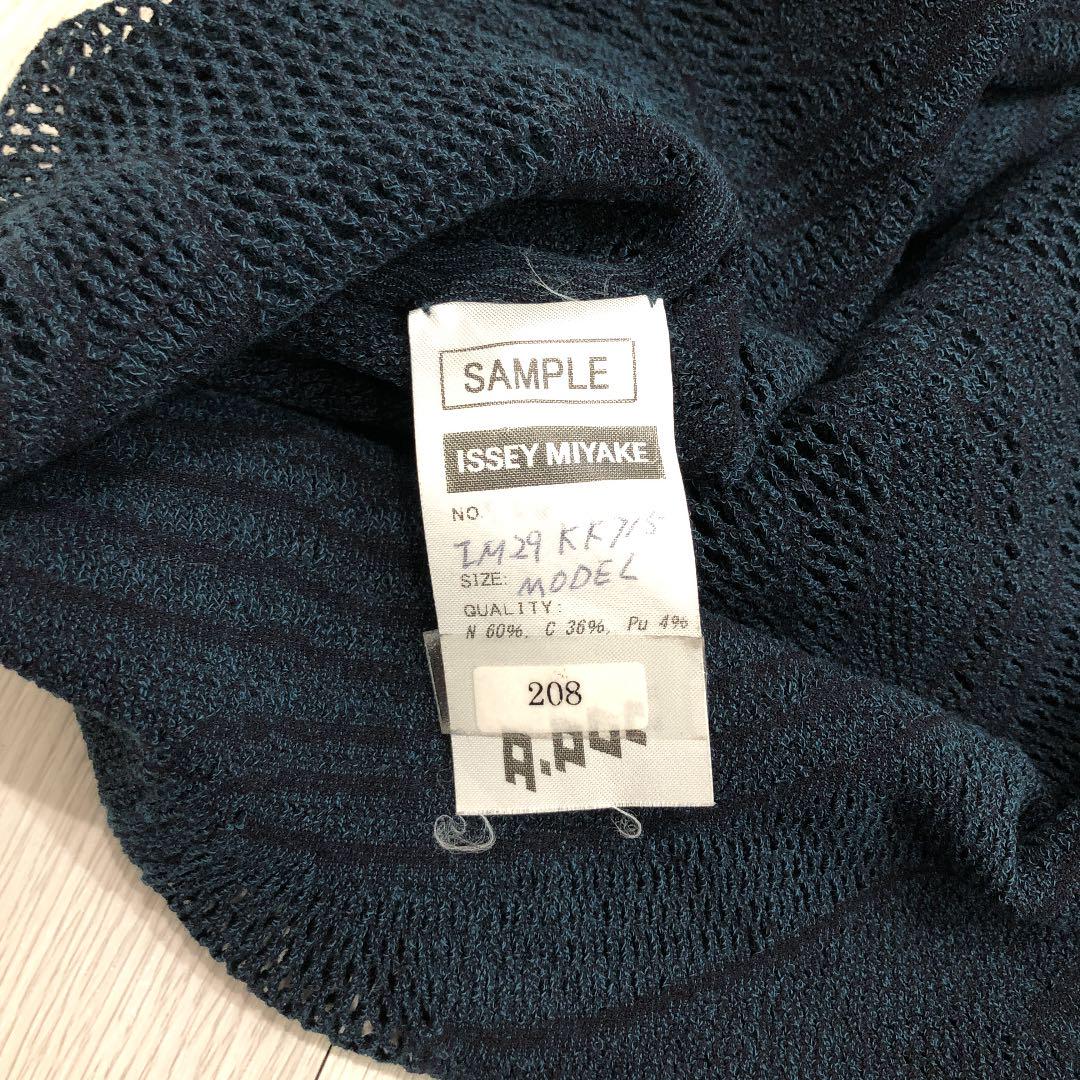 SAMPLE
ISSEY MIYAKE
NO.
IM29 KK715
SIZE: MODEL
QUALITY:
N 60%, C 36%, Pu 4%
208